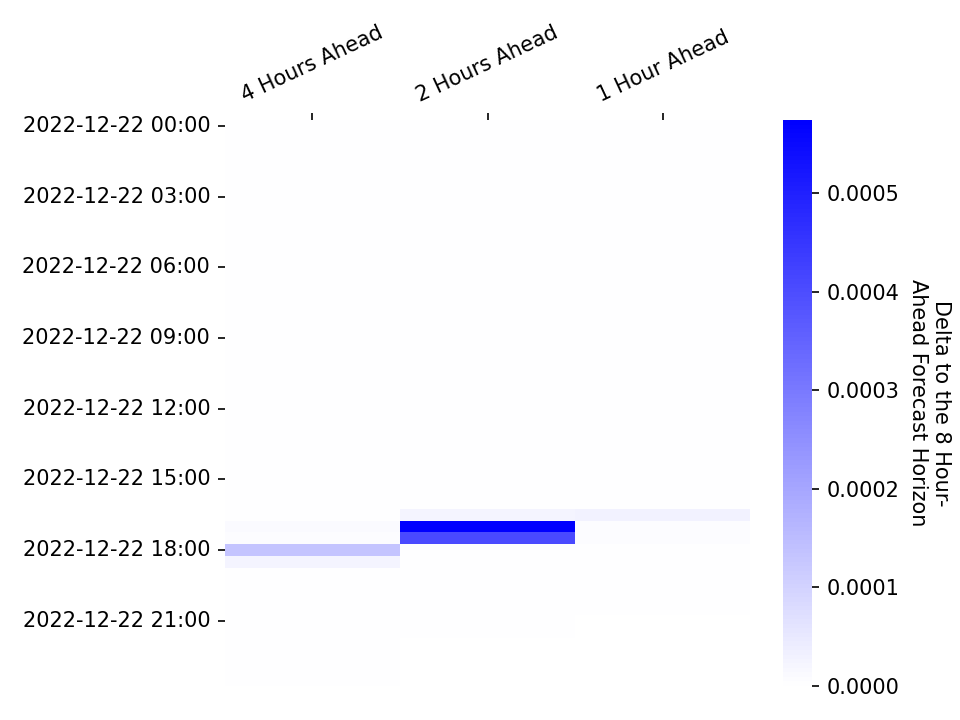 4 Hours Ahead
2 Hours Ahead
1 Hour Ahead
2022-12-22 00:00
2022-12-22 03:00
2022-12-22 06:00
2022-12-22 09:00
2022-12-22 12:00
2022-12-22 15:00
2022-12-22 18:00
2022-12-22 21:00
0.0005
0.0004
0.0003
0.0002
0.0001
0.0000
Delta to the 8 Hour-
Ahead Forecast Horizon